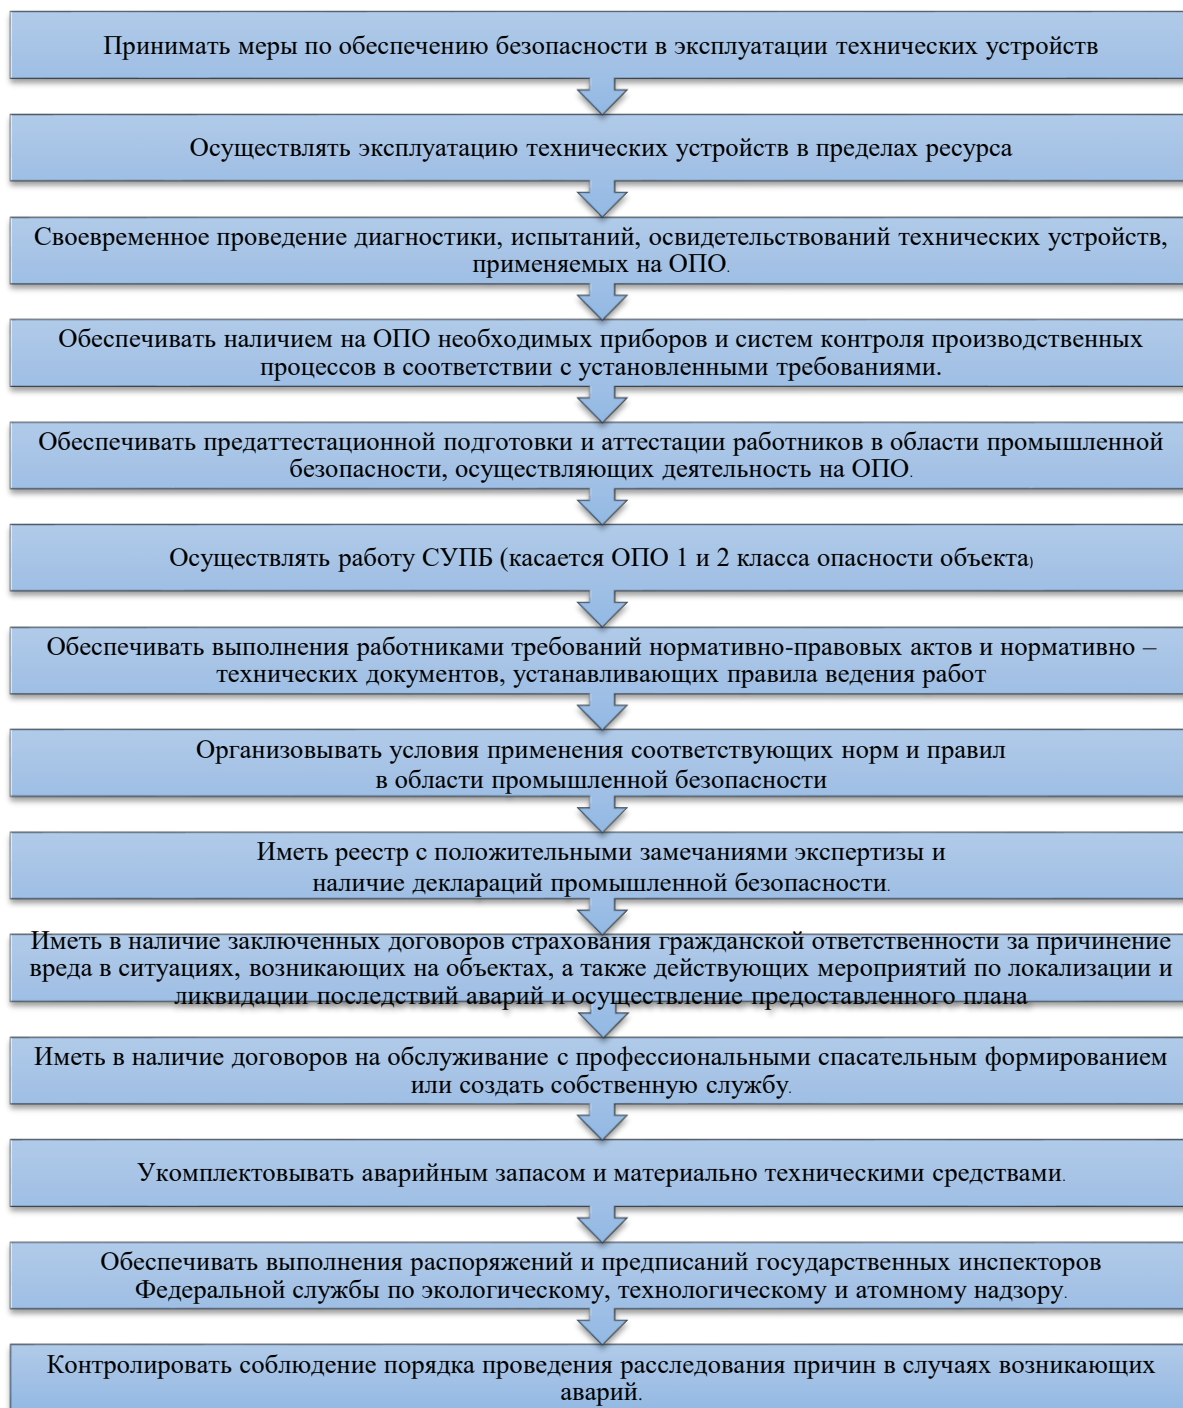 Принимать меры по обеспечению безопасности в эксплуатации технических устройств
Осуществлять эксплуатацию технических устройств в пределах ресурса
Своевременное проведение диагностики, испытаний, освидетельствований технических устройств,
применяемых на ОПО.
Обеспечивать наличием на ОПО необходимых приборов и систем контроля производственных
процессов в соответствии с установленными требованиями.
Обеспечивать предаттестационной подготовки и аттестации работников в области промышленной
безопасности, осуществляющих деятельность на ОПО.
Осуществлять работу СУПБ (касается ОПО 1 и 2 класса опасности объекта)
Обеспечивать выполнения работниками требований нормативно-правовых актов и нормативно –
технических документов, устанавливающих правила ведения работ
Организовывать условия применения соответствующих норм и правил
в области промышленной безопасности
Иметь реестр с положительными замечаниями экспертизы и
наличие деклараций промышленной безопасности.
Иметь в наличие заключенных договоров страхования гражданской ответственности за причинение
вреда в ситуациях, возникающих на объектах, а также действующих мероприятий по локализации и
ликвидации последствий аварий и осуществление предоставленного плана
Иметь в наличие договоров на обслуживание с профессиональными спасательным формированием
или создать собственную службу.
Укомплектовывать аварийным запасом и материально техническими средствами.
Обеспечивать выполнения распоряжений и предписаний государственных инспекторов
Федеральной службы по экологическому, технологическому и атомному надзору.
Контролировать соблюдение порядка проведения расследования причин в случаях возникающих
аварий.